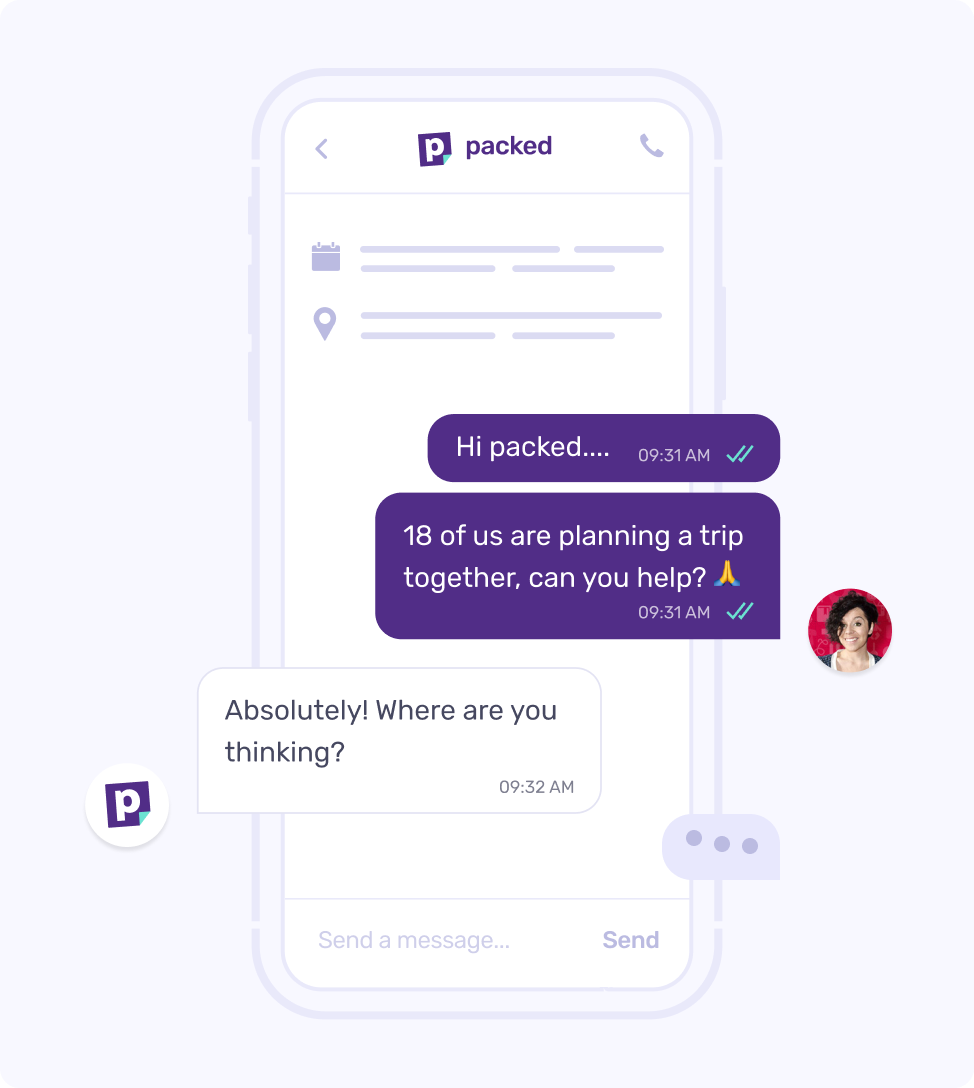 p packed
Hi packed.... 09:31 AM
18 of us are planning a trip
together, can you help? 🙏
09:31 AM
Absolutely! Where are you
thinking?
09:32 AM
p
Send a message... Send